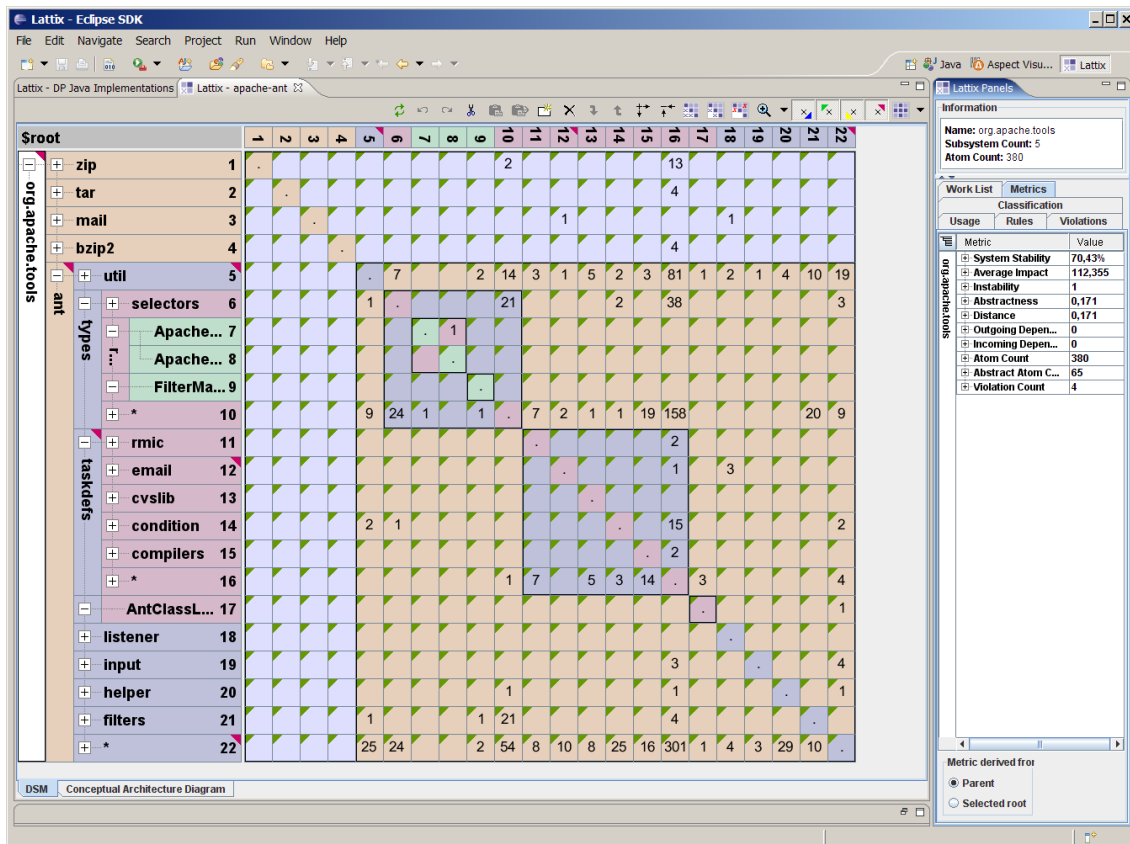 Lattix - Eclipse SDK
File Edit Navigate Search Project Run Window Help
Java Aspect Visu... Lattix
Lattix - DP Java Implementations Lattix - apache-ant
Lattix Panels
Information
Name: org.apache.tools
Subsystem Count: 5
Atom Count: 380
Work List Metrics
Classification
Usage Rules Violations
Metric Value
org.apache.tools
System Stability 70,43%
Average Impact 112,355
Instability 1
Abstractness 0,171
Distance 0,171
Outgoing Depen... 0
Incoming Depen... 0
Atom Count 380
Abstract Atom C... 65
Violation Count 4
Metric derived fror
Parent
Selected root
$root 1 2 3 4 5 6 7 8 9 10 11 12 13 14 15 16 17 18 19 20 21 22
org.apache.tools
ant
types
r...
taskdefs
zip 1 . 2 13
tar 2 . 4
mail 3 . 1 1
bzip2 4 . 4
util 5 . 7 2 14 3 1 5 2 3 81 1 2 1 4 10 19
selectors 6 1 . 21 2 38 3
Apache... 7 . 1
Apache... 8 .
FilterMa... 9 .
* 10 9 24 1 1 . 7 2 1 1 19 158 20 9
rmic 11 . 2
email 12 . 1 3
cvslib 13 .
condition 14 2 1 . 15 2
compilers 15 . 2
* 16 1 7 5 3 14 . 3 4
AntClassL... 17 . 1
listener 18 .
input 19 3 . 4
helper 20 1 1 . 1
filters 21 1 1 21 4 .
* 22 25 24 2 54 8 10 8 25 16 301 1 4 3 29 10 .
DSM Conceptual Architecture Diagram